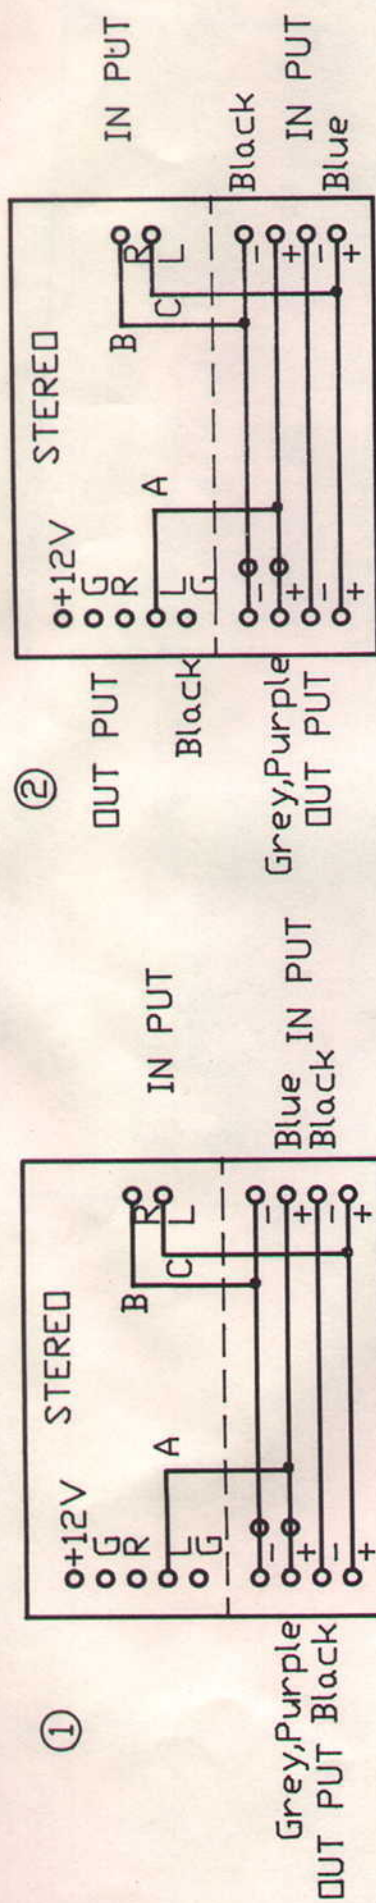 ①
+12V STEREO
G
R B R IN PUT
L A C L
G
- -
Grey,Purple + + Blue IN PUT
OUT PUT Black - - Black
+ +
②
+12V STEREO
G
OUT PUT R B R IN PUT
L A C L
Black G
- - Black
Grey,Purple + +
OUT PUT - - IN PUT
+ + Blue